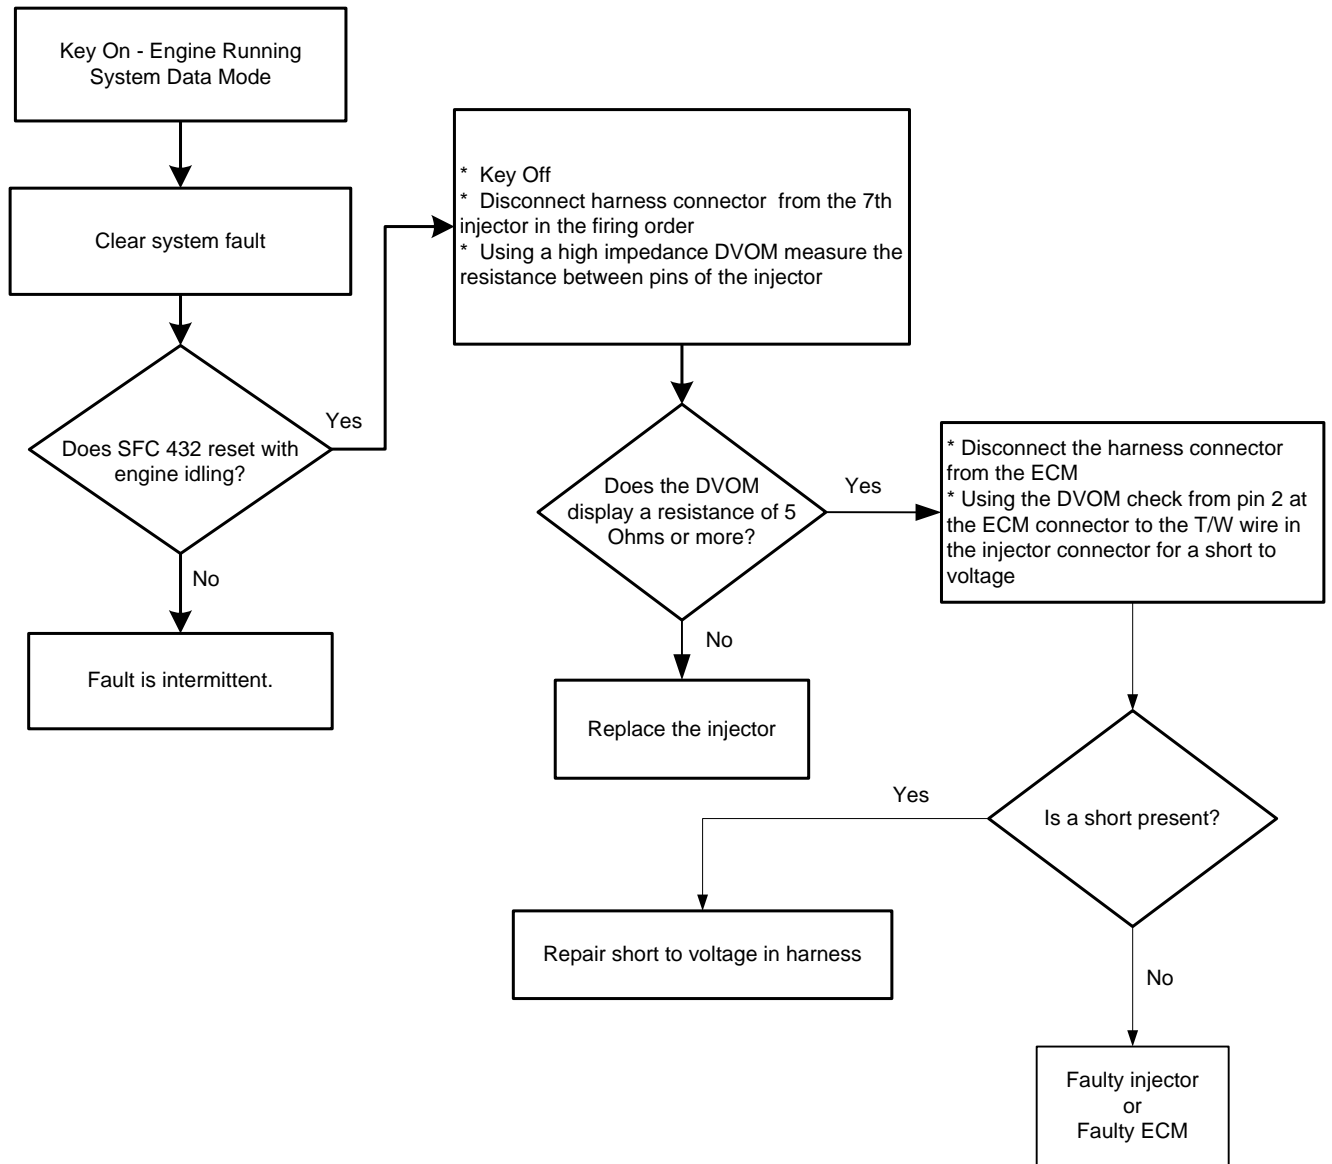 Key On - Engine Running
System Data Mode
Clear system fault
Does SFC 432 reset with
engine idling?
Yes
No
Fault is intermittent.
* Key Off
* Disconnect harness connector from the 7th
injector in the firing order
* Using a high impedance DVOM measure the
resistance between pins of the injector
Does the DVOM
display a resistance of 5
Ohms or more?
Yes
No
Replace the injector
* Disconnect the harness connector
from the ECM
* Using the DVOM check from pin 2 at
the ECM connector to the T/W wire in
the injector connector for a short to
voltage
Is a short present?
Yes
Repair short to voltage in harness
No
Faulty injector
or
Faulty ECM